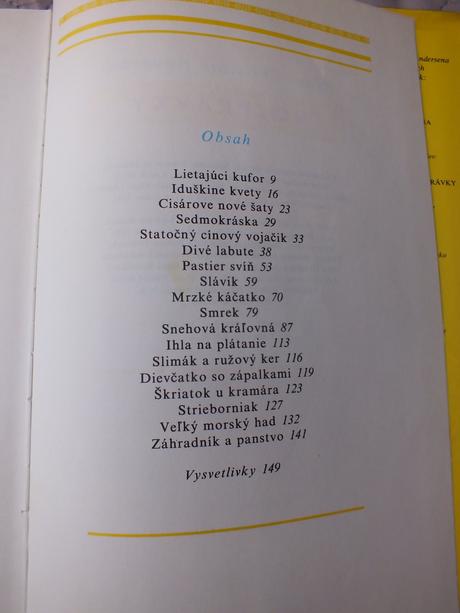 Obsah
Lietajúci kufor 9
Iduškine kvety 16
Cisárove nové šaty 23
Sedmokráska 29
Statočný cínový vojačik 33
Divé labute 38
Pastier svíň 53
Slávik 59
Mrzké káčatko 70
Smrek 79
Snehová kráľovná 87
Ihla na plátanie 113
Slimák a ružový ker 116
Dievčatko so zápalkami 119
Škriatok u kramára 123
Strieborniak 127
Veľký morský had 132
Záhradník a panstvo 141
Vysvetlivky 149
ndersena